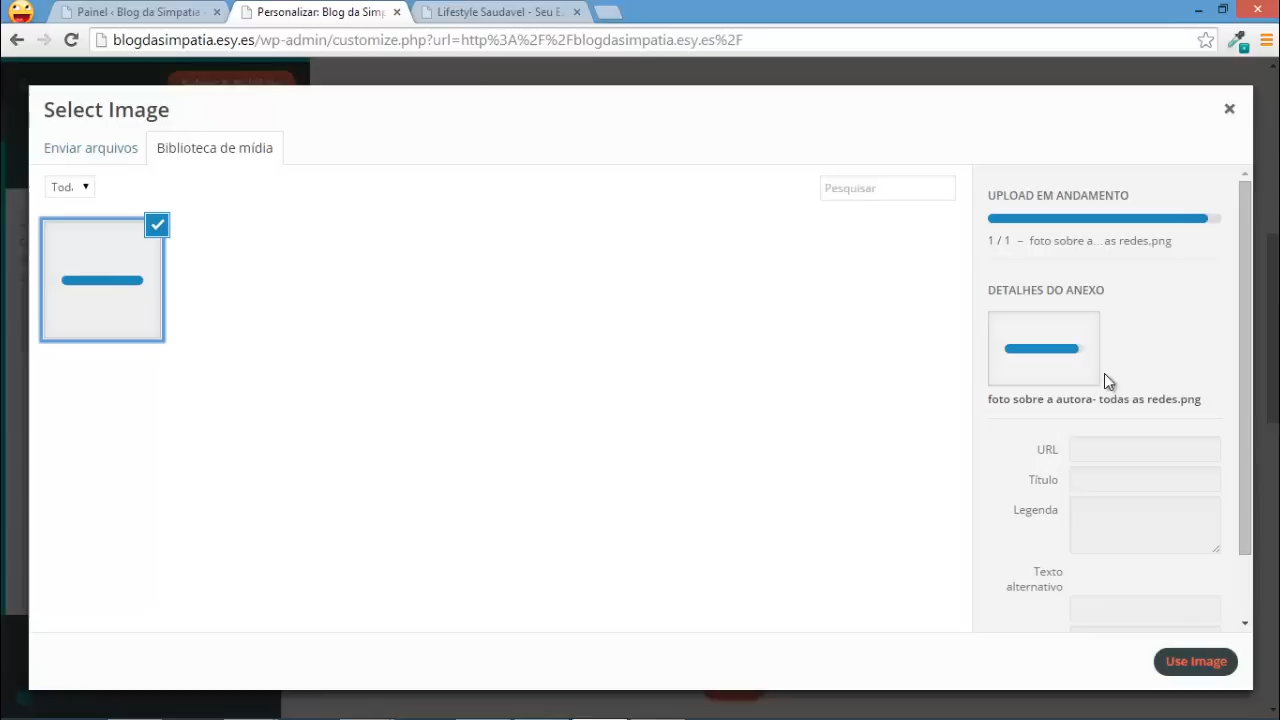 Painel ‹ Blog da Simpatia
Personalizar: Blog da Sim
Lifestyle Saudavel - Seu E
blogdasimpatia.esy.es/wp-admin/customize.php?url=http%3A%2F%2Fblogdasimpatia.esy.es%2F
Select Image
Enviar arquivos
Biblioteca de mídia
Tod
Pesquisar
UPLOAD EM ANDAMENTO
1 / 1 – foto sobre a…as redes.png
DETALHES DO ANEXO
foto sobre a autora- todas as redes.png
URL
Título
Legenda
Texto
alternativo
Use Image